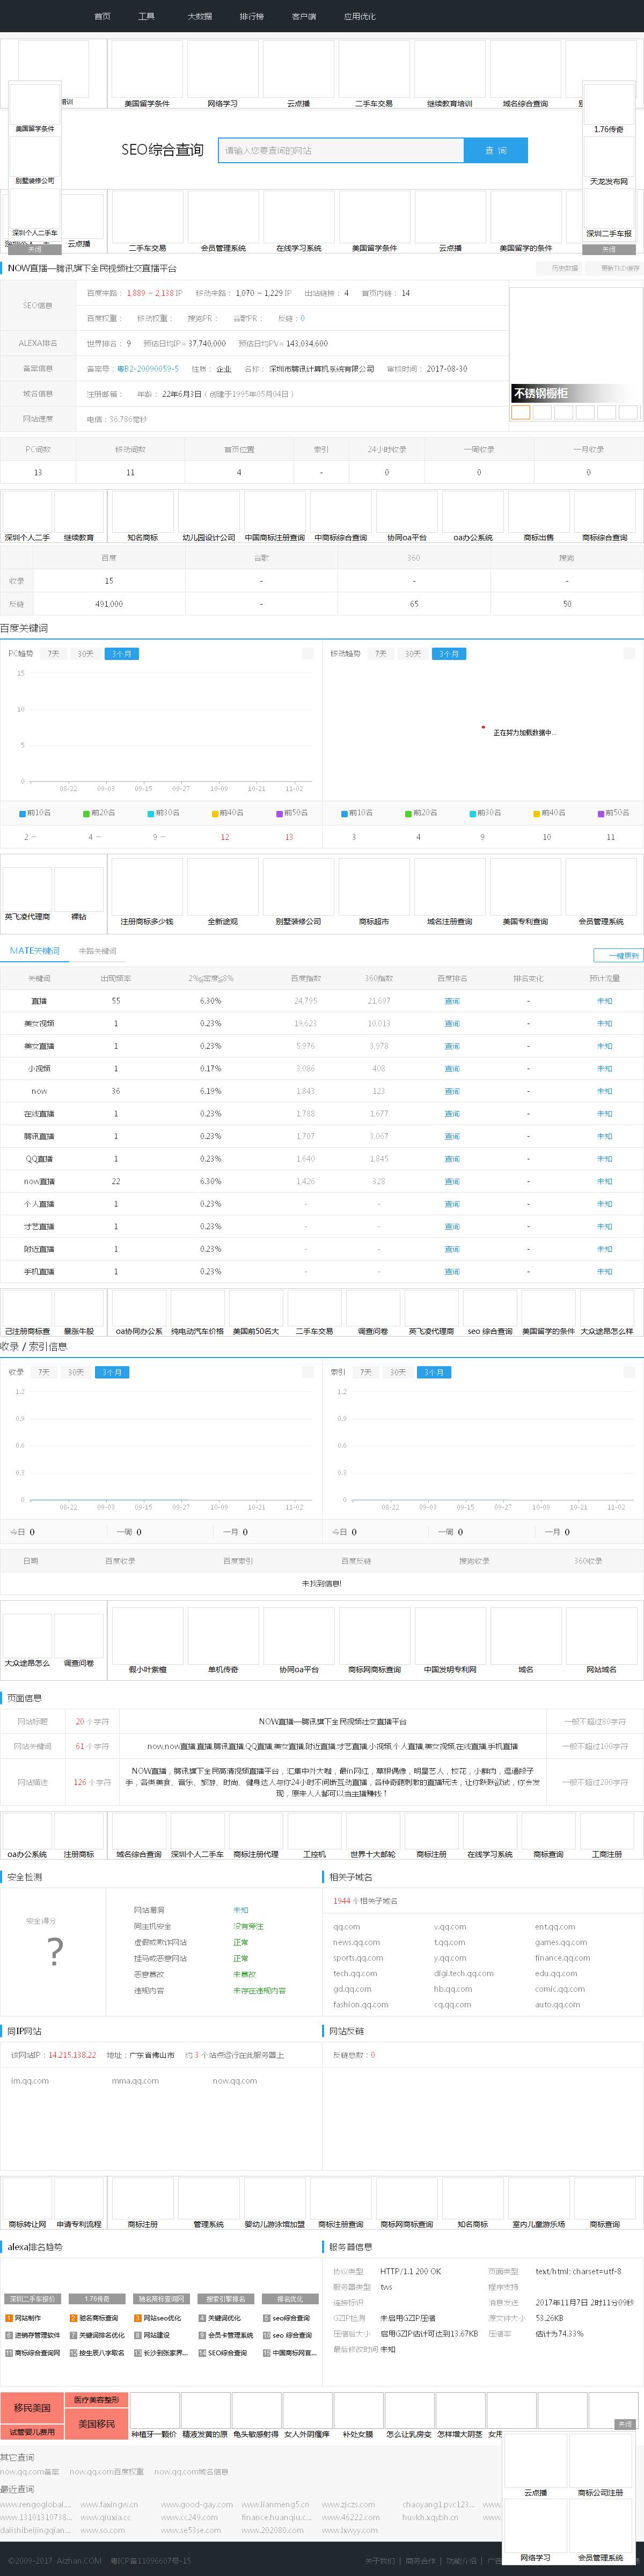 首页 工具 大数据 排行榜 客户端 应用优化
美国留学条件 网络学习 云点播 二手车交易 继续教育培训 域名综合查询
美国留学条件
别墅装修公司
深圳个人二手车
关闭
1.76传奇
天龙发布网
深圳二手车报
关闭
SEO综合查询 请输入您要查询的网站 查 询
云点播 二手车交易 会员管理系统 在线学习系统 美国留学条件 云点播 美国留学的条件
NOW直播—腾讯旗下全民视频社交直播平台 历史数据 更新TKD缓存
SEO信息 百度来路： 1,889 ~ 2,138 IP 移动来路： 1,070 ~ 1,229 IP 出站链接： 4 首页内链： 14
百度权重： 移动权重： 搜狗PR： 谷歌PR： 反链：0
ALEXA排名 世界排名： 9 预估日均IP≈ 37,740,000 预估日均PV≈ 143,034,600
备案信息 备案号：粤B2-20090059-5 性质： 企业 名称： 深圳市腾讯计算机系统有限公司 审核时间： 2017-08-30
域名信息 注册邮箱： 年龄： 22年6月3日（创建于1995年05月04日）
网站速度 电信：36.786毫秒
不锈钢橱柜
PC词数 移动词数 首页位置 索引 24小时收录 一周收录 一月收录
13 11 4 - 0 0 0
深圳个人二手 继续教育 知名商标 幼儿园设计公司 中国商标注册查询 中商标综合查询 协同oa平台 oa办公系统 商标出售 商标综合查询
百度 谷歌 360 搜狗
收录 15 - - -
反链 491,000 - 65 50
百度关键词
PC趋势 7天 30天 3个月
移动趋势 7天 30天 3个月
15
10
5
0
08-22 09-03 09-15 09-27 10-09 10-21 11-02
正在努力加载数据中...
前10名 前20名 前30名 前40名 前50名
前10名 前20名 前30名 前40名 前50名
2 — 4 — 9 — 12 13
3 4 9 10 11
英飞凌代理商 裸钻 注册商标多少钱 全新途观 别墅装修公司 商标超市 域名注册查询 美国专利查询 会员管理系统
MATE关键词 来路关键词 一键更新
关键词 出现频率 2%≦密度≦8% 百度指数 360指数 百度排名 排名变化 预计流量
直播 55 6.30% 24,795 21,697 查询 - 未知
美女视频 1 0.23% 19,623 10,013 查询 - 未知
美女直播 1 0.23% 5,976 3,978 查询 - 未知
小视频 1 0.17% 3,086 408 查询 - 未知
now 36 6.19% 1,843 123 查询 - 未知
在线直播 1 0.23% 1,788 1,677 查询 - 未知
腾讯直播 1 0.23% 1,707 3,067 查询 - 未知
QQ直播 1 0.23% 1,640 1,845 查询 - 未知
now直播 22 6.30% 1,426 328 查询 - 未知
个人直播 1 0.23% - - 查询 - 未知
才艺直播 1 0.23% - - 查询 - 未知
附近直播 1 0.23% - - 查询 - 未知
手机直播 1 0.23% - - 查询 - 未知
己注册商标查 暴涨牛股 oa协同办公系 纯电动汽车价格 美国前50名大 二手车交易 调查问卷 英飞凌代理商 seo 综合查询 美国留学的条件 大众途昂怎么样
收录 / 索引信息
收录 7天 30天 3个月
索引 7天 30天 3个月
1.2 1.2
0.9 0.9
0.6 0.6
0.3 0.3
0 0
08-22 09-03 09-15 09-27 10-09 10-21 11-02
08-22 09-03 09-15 09-27 10-09 10-21 11-02
今日 0 一周 0 一月 0
今日 0 一周 0 一月 0
日期 百度收录 百度索引 百度反链 搜狗收录 360收录
未找到信息!
大众途昂怎么 调查问卷 假小叶紫檀 单机传奇 协同oa平台 商标网商标查询 中国发明专利网 域名 网站域名
页面信息
网站标题 20 个字符 NOW直播—腾讯旗下全民视频社交直播平台 一般不超过80字符
网站关键词 61 个字符 now,now直播,直播,腾讯直播,QQ直播,美女直播,附近直播,才艺直播,小视频,个人直播,美女视频,在线直播,手机直播 一般不超过100字符
网站描述 126 个字符 NOW直播，腾讯旗下全民高清视频直播平台，汇集中外大咖，最in网红，草根偶像，明星艺人，校花，小鲜肉，逗逼段子
手，各类美食、音乐、旅游、时尚、健身达人与你24小时不间断互动直播，各种奇葩刺激的直播玩法，让你跃跃欲试，你会发
现，原来人人都可以当主播赚钱！ 一般不超过200字符
oa办公系统 注册商标 域名综合查询 深圳个人二手车 商标注册代理 工控机 世界十大邮轮 商标注册 在线学习系统 商标查询 工商注册
安全检测
安全得分
?
网站漏洞 未知
同主机安全 没有旁注
虚假或欺诈网站 正常
挂马或恶意网站 正常
恶意篡改 未篡改
违规内容 未存在违规内容
相关子域名
1944 个相关子域名
qq.com v.qq.com ent.qq.com
news.qq.com t.qq.com games.qq.com
sports.qq.com y.qq.com finance.qq.com
tech.qq.com digi.tech.qq.com edu.qq.com
gd.qq.com hb.qq.com comic.qq.com
fashion.qq.com cq.qq.com auto.qq.com
同IP网站
该网站IP：14.215.138.22 地址：广东省佛山市 约 3 个站点运行在此服务器上
im.qq.com mma.qq.com now.qq.com
网站反链
反链总数：0
商标转让网 申请专利流程 商标注册 管理系统 婴幼儿游泳馆加盟 商标注册查询 商标网商标查询 知名商标 室内儿童游乐场 商标查询
alexa排名趋势
深圳二手车报价 1.76传奇 驰名商标查询网 搜索引擎排名 排名优化
1 网站制作 2 驰名商标查询 3 网站seo优化 4 关键词优化 5 seo综合查询
6 进销存管理软件 7 关键词排名优化 8 网站建设 9 会员卡管理系统 10 seo 综合查询
11 商标综合查询网 12 按生辰八字取名 13 长沙到张家界... 14 SEO综合查询 15 中国商标网官...
服务器信息
协议类型 HTTP/1.1 200 OK 页面类型 text/html; charset=utf-8
服务器类型 tws 程序支持
连接标识 消息发送 2017年11月7日 2时11分09秒
GZIP检测 未启用GZIP压缩 源文件大小 53.26KB
压缩后大小 启用GZIP估计可达到13.67KB 压缩率 估计为74.33%
最后修改时间 未知
移民美国 医疗美容整形
试管婴儿费用 美国移民
种植牙一颗价 精液发黄的原 龟头敏感射得 女人外阴瘙痒 补处女膜 怎么让乳房变 怎样增大阴茎
关闭
云点播 商标公司注册
网络学习 会员管理系统
其它查询
now.qq.com备案 now.qq.com百度权重 now.qq.com域名信息
最近查询
www.rengoglobal.... www.faxingw.cn www.good-gay.com www.lianmeng5.cn www.zjczs.com chaoyang1.pvc123...
www.13101310738... www.qiuxia.cc www.cc249.com finance.huanqiu.c... www.46222.com huvkh.xqybh.cn
dalishibeijingqian... www.so.com www.se53se.com www.202080.com www.lxwyy.com
©2009-2017 Aizhan.COM 粤ICP备11096607号-15 关于我们 | 商务合作 | 功能介绍 |